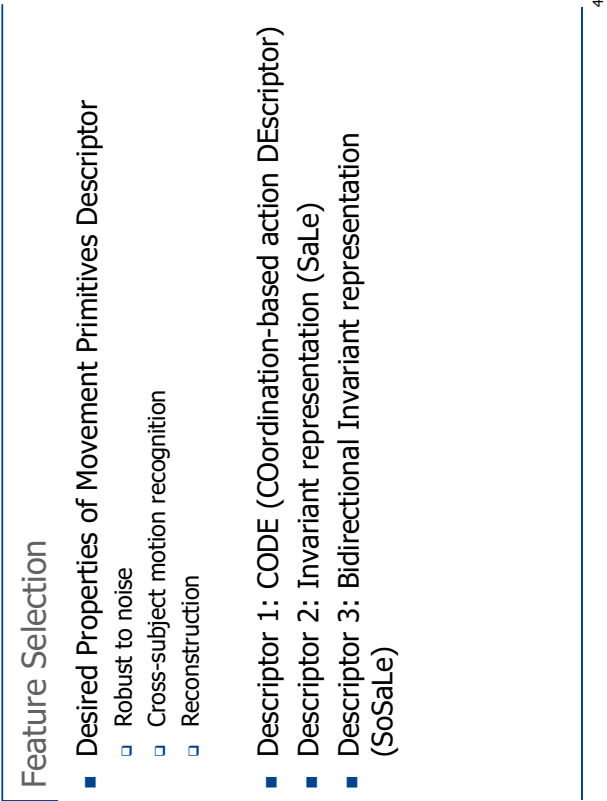 Feature Selection
Desired Properties of Movement Primitives Descriptor
Robust to noise
Cross-subject motion recognition
Reconstruction
Descriptor 1: CODE (COordination-based action DEscriptor)
Descriptor 2: Invariant representation (SaLe)
Descriptor 3: Bidirectional Invariant representation
(SoSaLe)
4